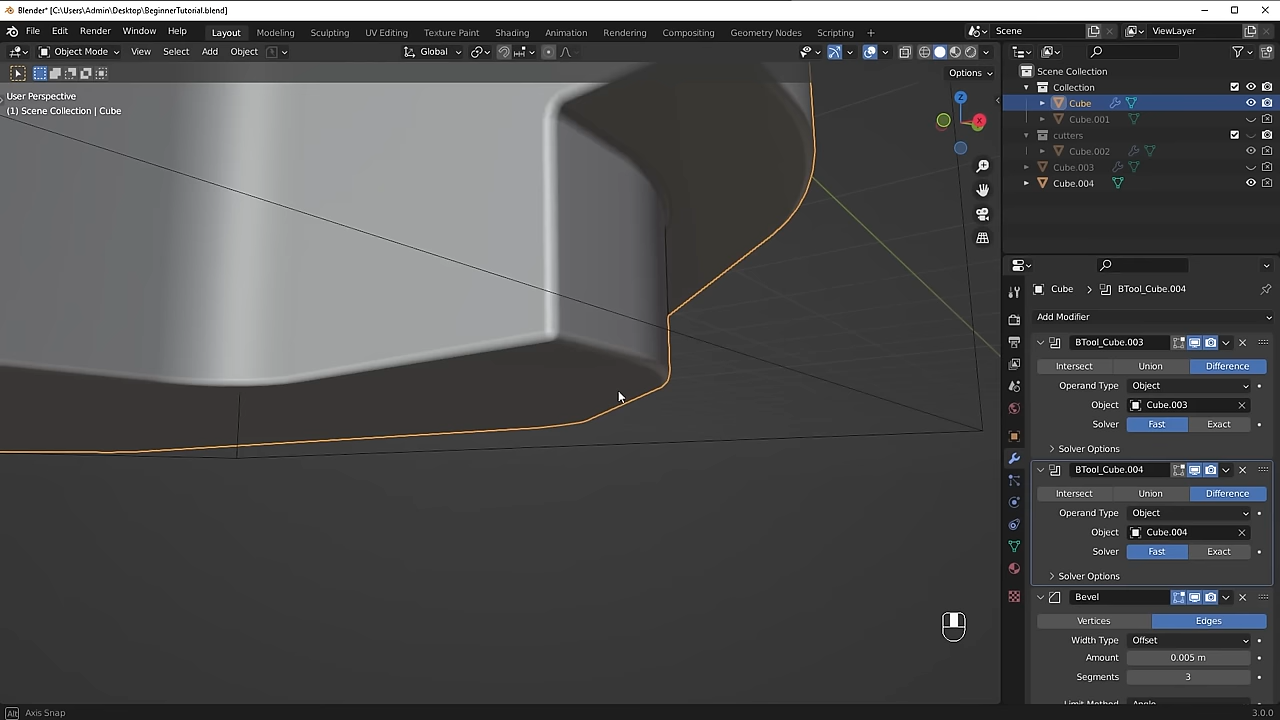 Blender* [C:\Users\Admin\Desktop\BeginnerTutorial.blend]
File Edit Render Window Help Layout Modeling Sculpting UV Editing Texture Paint Shading Animation Rendering Compositing Geometry Nodes Scripting + Scene ViewLayer
Object Mode View Select Add Object Global
Options
User Perspective
(1) Scene Collection | Cube
Z
X
Scene Collection
Collection
Cube
Cube.001
cutters
Cube.002
Cube.003
Cube.004
Cube > BTool_Cube.004
Add Modifier
BTool_Cube.003
Intersect Union Difference
Operand Type Object
Object Cube.003
Solver Fast Exact
Solver Options
BTool_Cube.004
Intersect Union Difference
Operand Type Object
Object Cube.004
Solver Fast Exact
Solver Options
Bevel
Vertices Edges
Width Type Offset
Amount 0.005 m
Segments 3
Alt Axis Snap
3.0.0